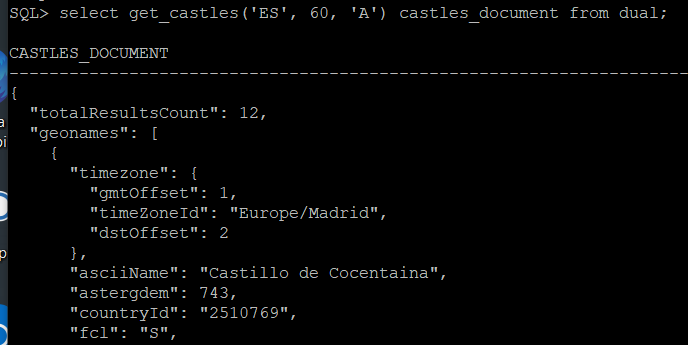 SQL> select get_castles('ES', 60, 'A') castles_document from dual;
CASTLES_DOCUMENT
--------------------------------------------------------------------------------
{
  "totalResultsCount": 12,
  "geonames": [
    {
      "timezone": {
        "gmtOffset": 1,
        "timeZoneId": "Europe/Madrid",
        "dstOffset": 2
      },
      "asciiName": "Castillo de Cocentaina",
      "astergdem": 743,
      "countryId": "2510769",
      "fcl": "S",